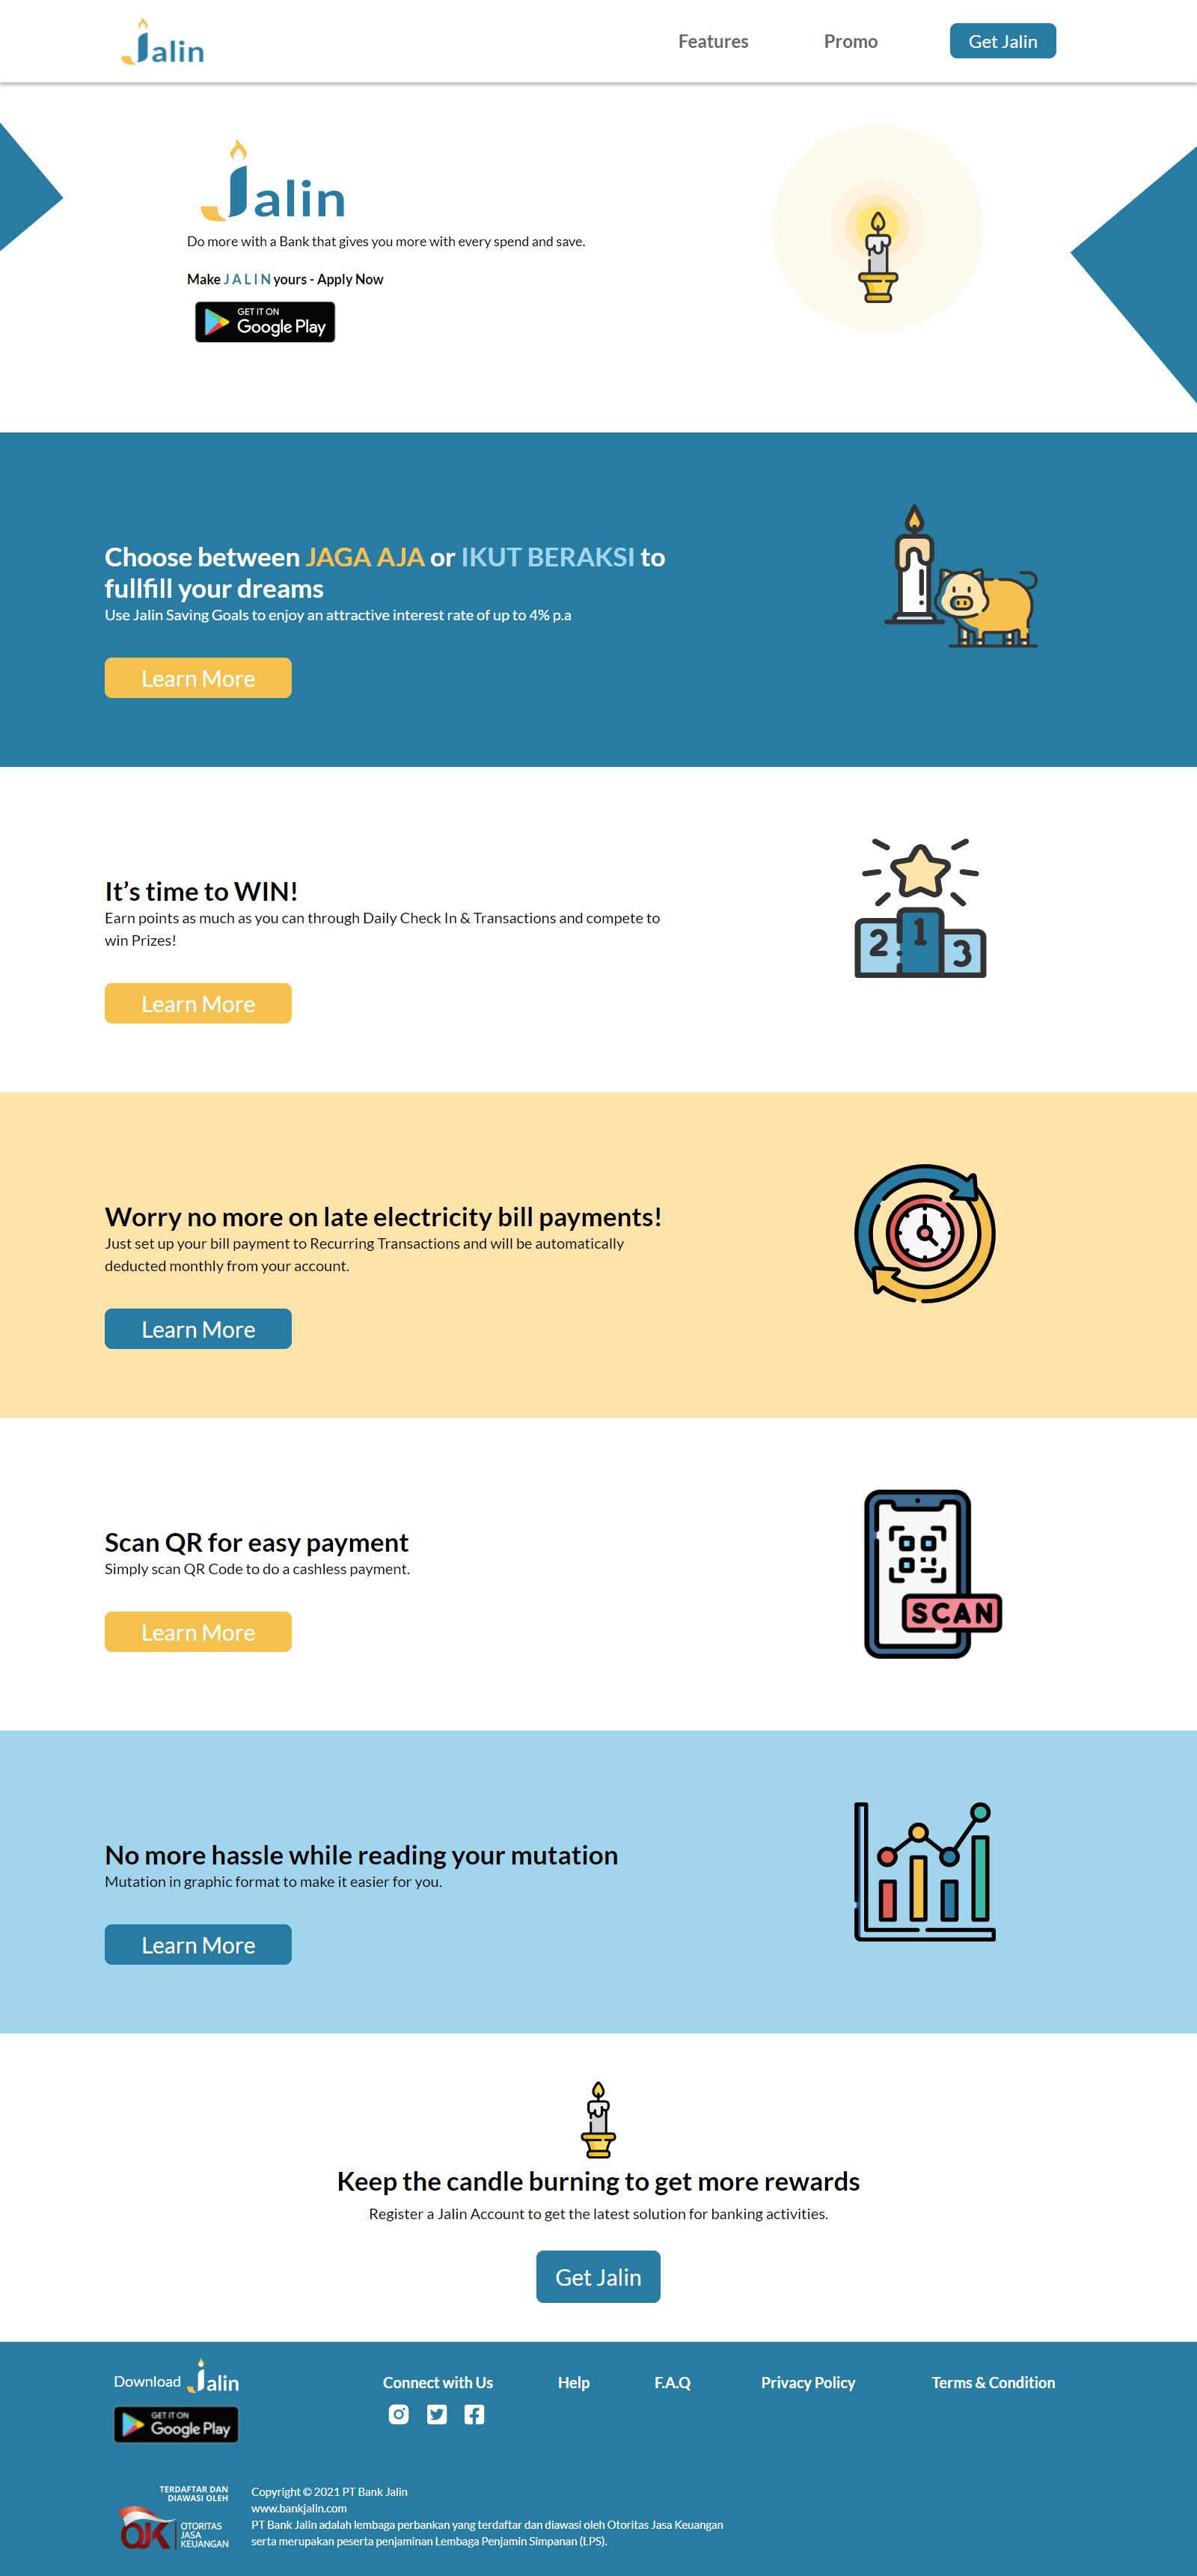 Jalin
Features
Promo
Get Jalin
Jalin
Do more with a Bank that gives you more with every spend and save.
Make J A L I N yours - Apply Now
GET IT ON
Google Play
Choose between JAGA AJA or IKUT BERAKSI to
fullfill your dreams
Use Jalin Saving Goals to enjoy an attractive interest rate of up to 4% p.a
Learn More
It’s time to WIN!
Earn points as much as you can through Daily Check In & Transactions and compete to
win Prizes!
2 1 3
Learn More
Worry no more on late electricity bill payments!
Just set up your bill payment to Recurring Transactions and will be automatically
deducted monthly from your account.
Learn More
Scan QR for easy payment
Simply scan QR Code to do a cashless payment.
SCAN
Learn More
No more hassle while reading your mutation
Mutation in graphic format to make it easier for you.
Learn More
Keep the candle burning to get more rewards
Register a Jalin Account to get the latest solution for banking activities.
Get Jalin
Download Jalin
GET IT ON
Google Play
Connect with Us
Help
F.A.Q
Privacy Policy
Terms & Condition
TERDAFTAR DAN
DIAWASI OLEH
OJK
OTORITAS
JASA
KEUANGAN
Copyright © 2021 PT Bank Jalin
www.bankjalin.com
PT Bank Jalin adalah lembaga perbankan yang terdaftar dan diawasi oleh Otoritas Jasa Keuangan
serta merupakan peserta penjaminan Lembaga Penjamin Simpanan (LPS).